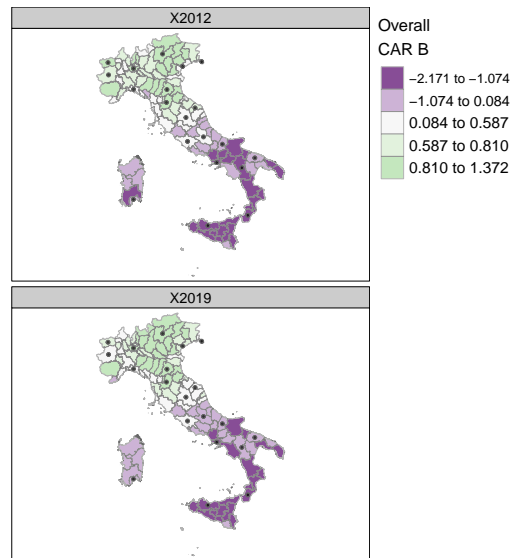 X2012
Overall
CAR B
−2.171 to −1.074
−1.074 to 0.084
0.084 to 0.587
0.587 to 0.810
0.810 to 1.372
X2019